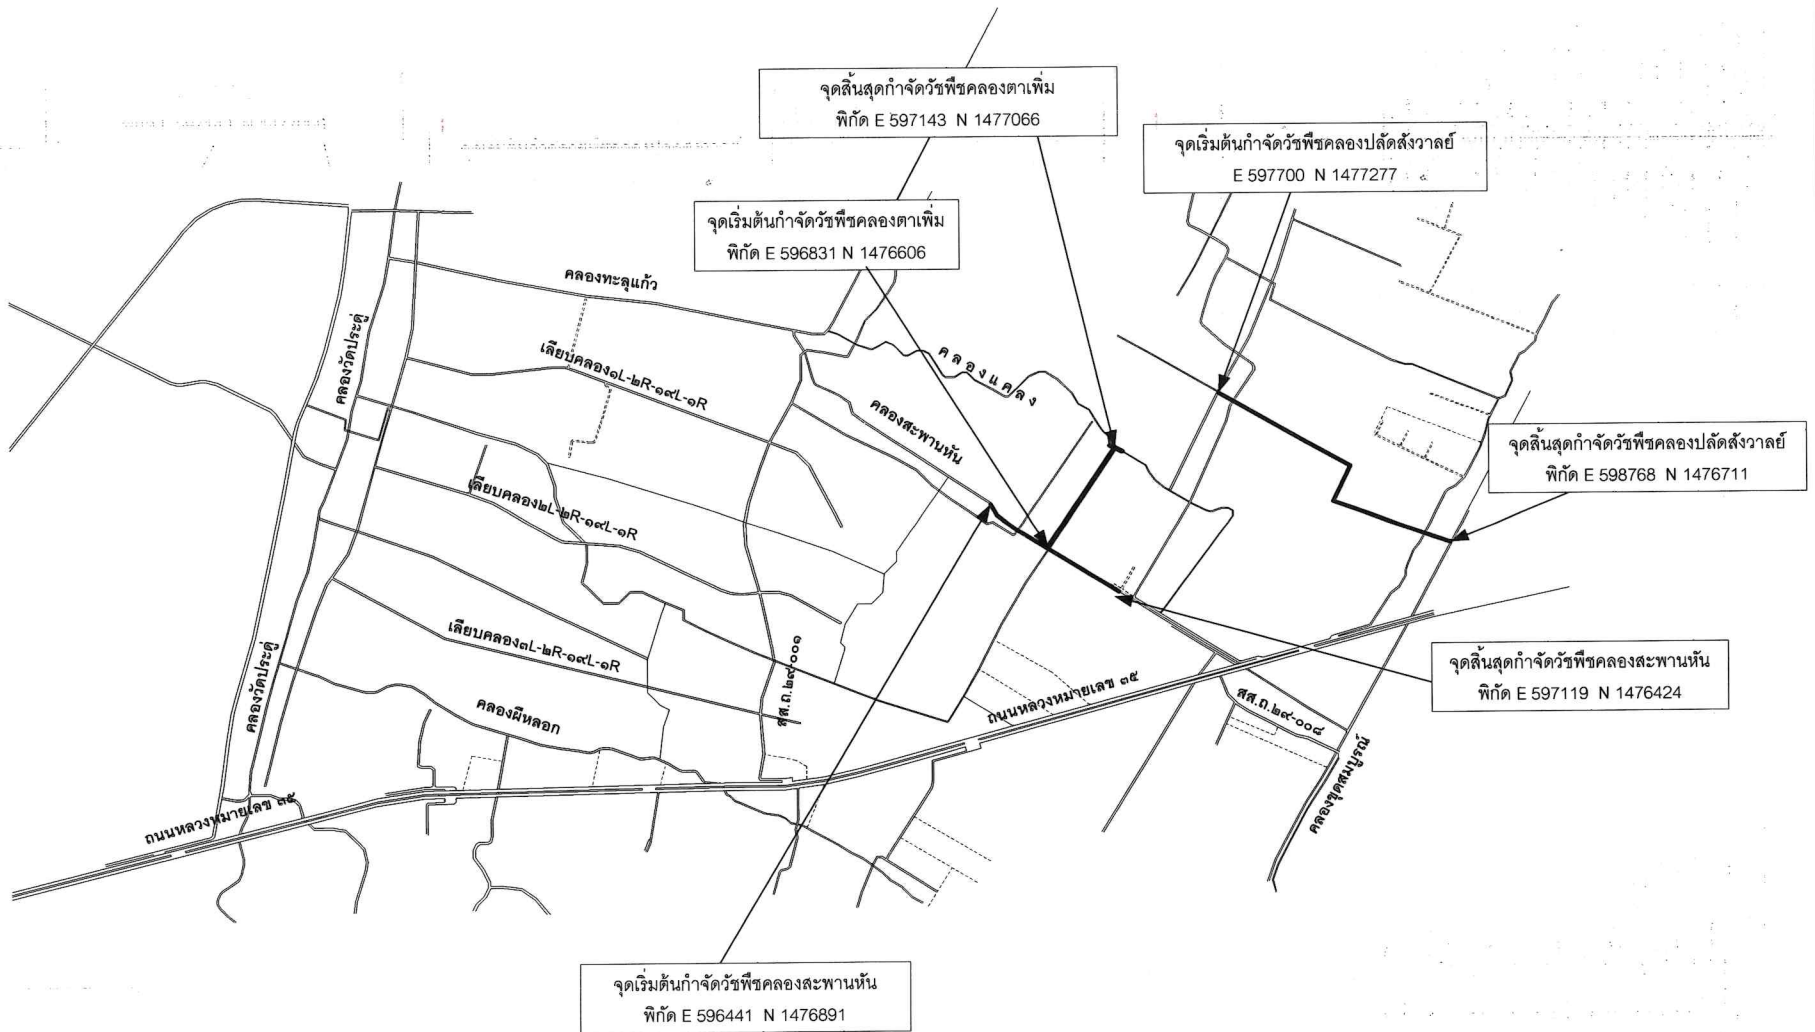 จุดสิ้นสุดกำจัดวัชพืชคลองตาเพิ่ม
พิกัด E 597143 N 1477066
จุดเริ่มต้นกำจัดวัชพืชคลองปลัดสังวาลย์
E 597700 N 1477277
จุดเริ่มต้นกำจัดวัชพืชคลองตาเพิ่ม
พิกัด E 596831 N 1476606
คลองทะลุแก้ว
คลองวัดประดู่
เลียบคลอง๑L-๒R-๑๙L-๑R
คลองแคลง
คลองสะพานหัน
จุดสิ้นสุดกำจัดวัชพืชคลองปลัดสังวาลย์
พิกัด E 598768 N 1476711
เลียบคลอง๒L-๒R-๑๙L-๑R
เลียบคลอง๓L-๒R-๑๙L-๑R
สส.ถ.๒๙-๐๐๑
จุดสิ้นสุดกำจัดวัชพืชคลองสะพานหัน
พิกัด E 597119 N 1476424
คลองวัดประดู่
คลองผีหลอก
ถนนหลวงหมายเลข ๓๕
สส.ถ.๒๙-๐๐๘
คลองขุดสมบูรณ์
ถนนหลวงหมายเลข ๓๕
จุดเริ่มต้นกำจัดวัชพืชคลองสะพานหัน
พิกัด E 596441 N 1476891